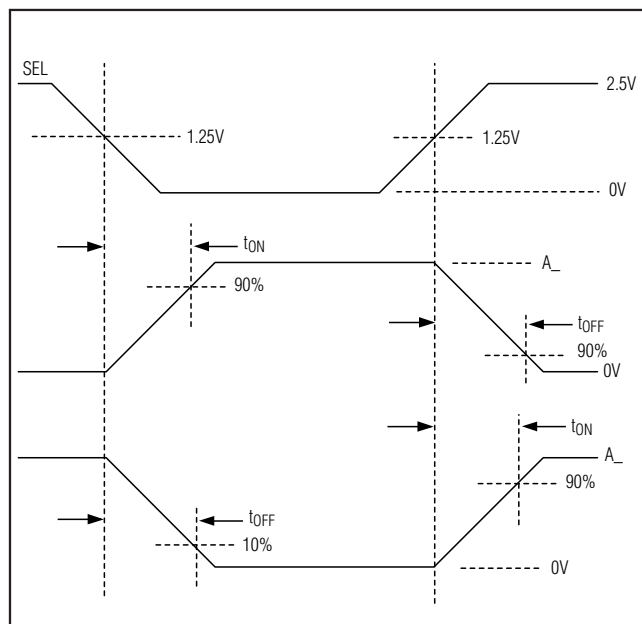 SEL
2.5V
1.25V
1.25V
0V
tON
A_
90%
tOFF
90%
0V
tON
A_
90%
tOFF
10%
0V